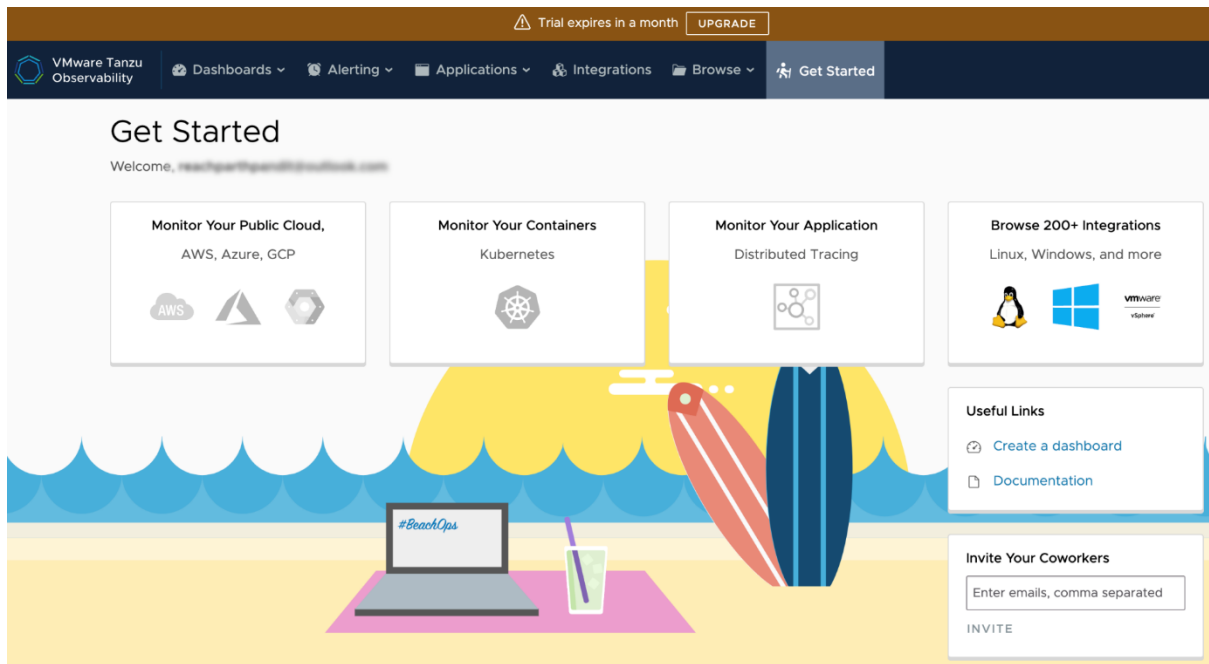 Trial expires in a month UPGRADE
VMware Tanzu
Observability
Dashboards Alerting Applications Integrations Browse Get Started
Get Started
Welcome,
Monitor Your Public Cloud,
AWS, Azure, GCP
AWS
Monitor Your Containers
Kubernetes
Monitor Your Application
Distributed Tracing
Browse 200+ Integrations
Linux, Windows, and more
vmware
vSphere
Useful Links
Create a dashboard
Documentation
#BeachOps
Invite Your Coworkers
Enter emails, comma separated
INVITE